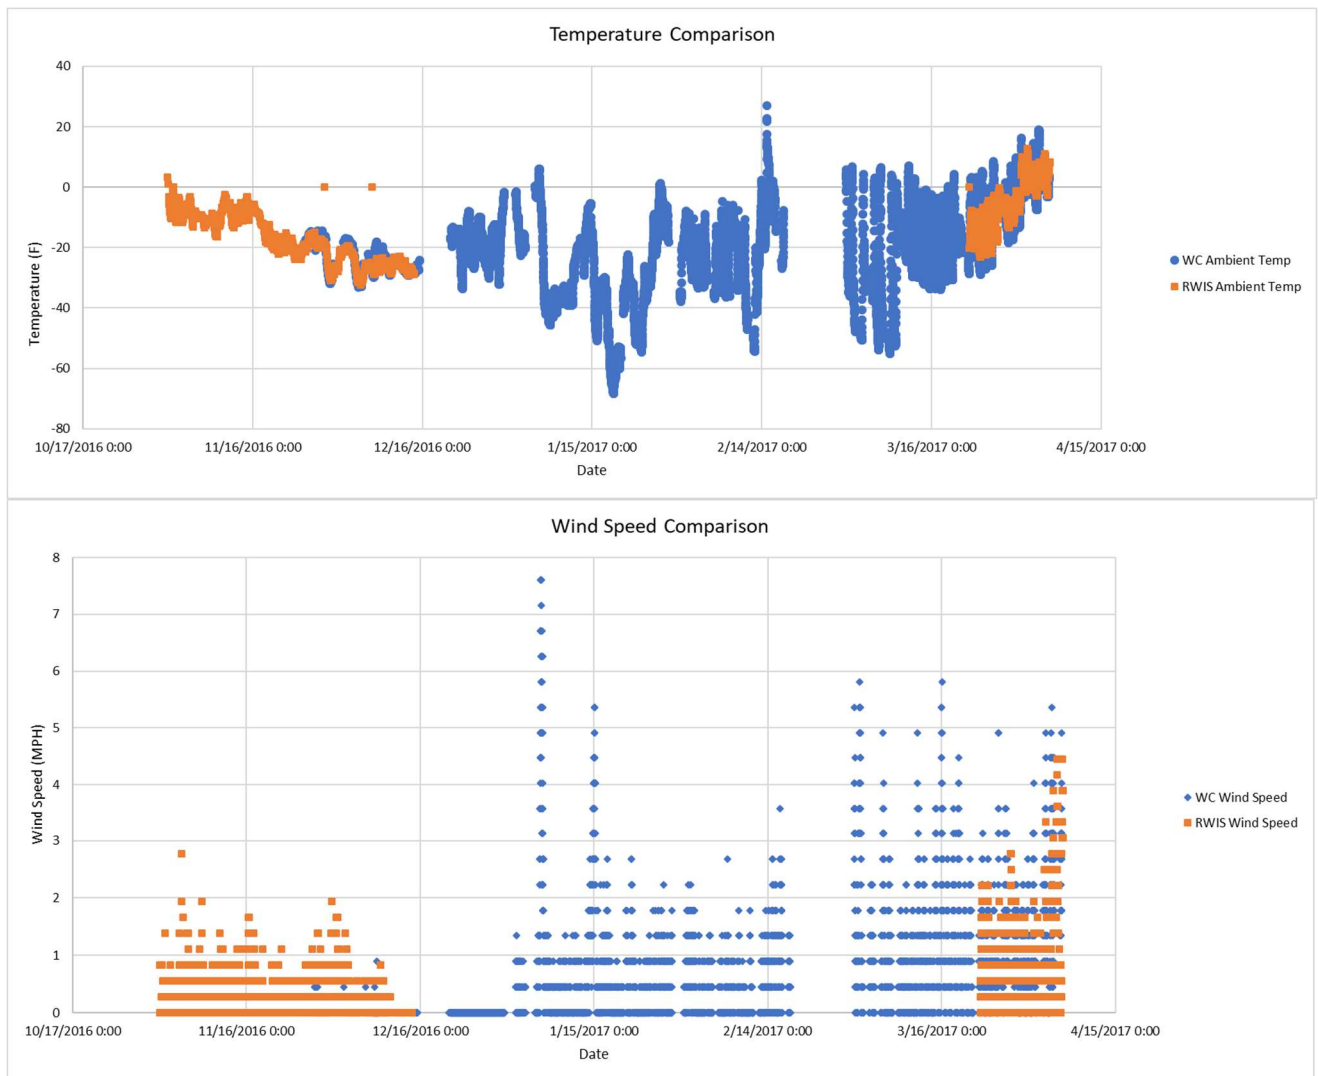 Temperature Comparison
40
20
0
-20
-40
-60
-80
Temperature (F)
10/17/2016 0:00 11/16/2016 0:00 12/16/2016 0:00 1/15/2017 0:00 2/14/2017 0:00 3/16/2017 0:00 4/15/2017 0:00
Date
WC Ambient Temp
RWIS Ambient Temp
Wind Speed Comparison
8
7
6
5
4
3
2
1
0
Wind Speed (MPH)
10/17/2016 0:00 11/16/2016 0:00 12/16/2016 0:00 1/15/2017 0:00 2/14/2017 0:00 3/16/2017 0:00 4/15/2017 0:00
Date
WC Wind Speed
RWIS Wind Speed